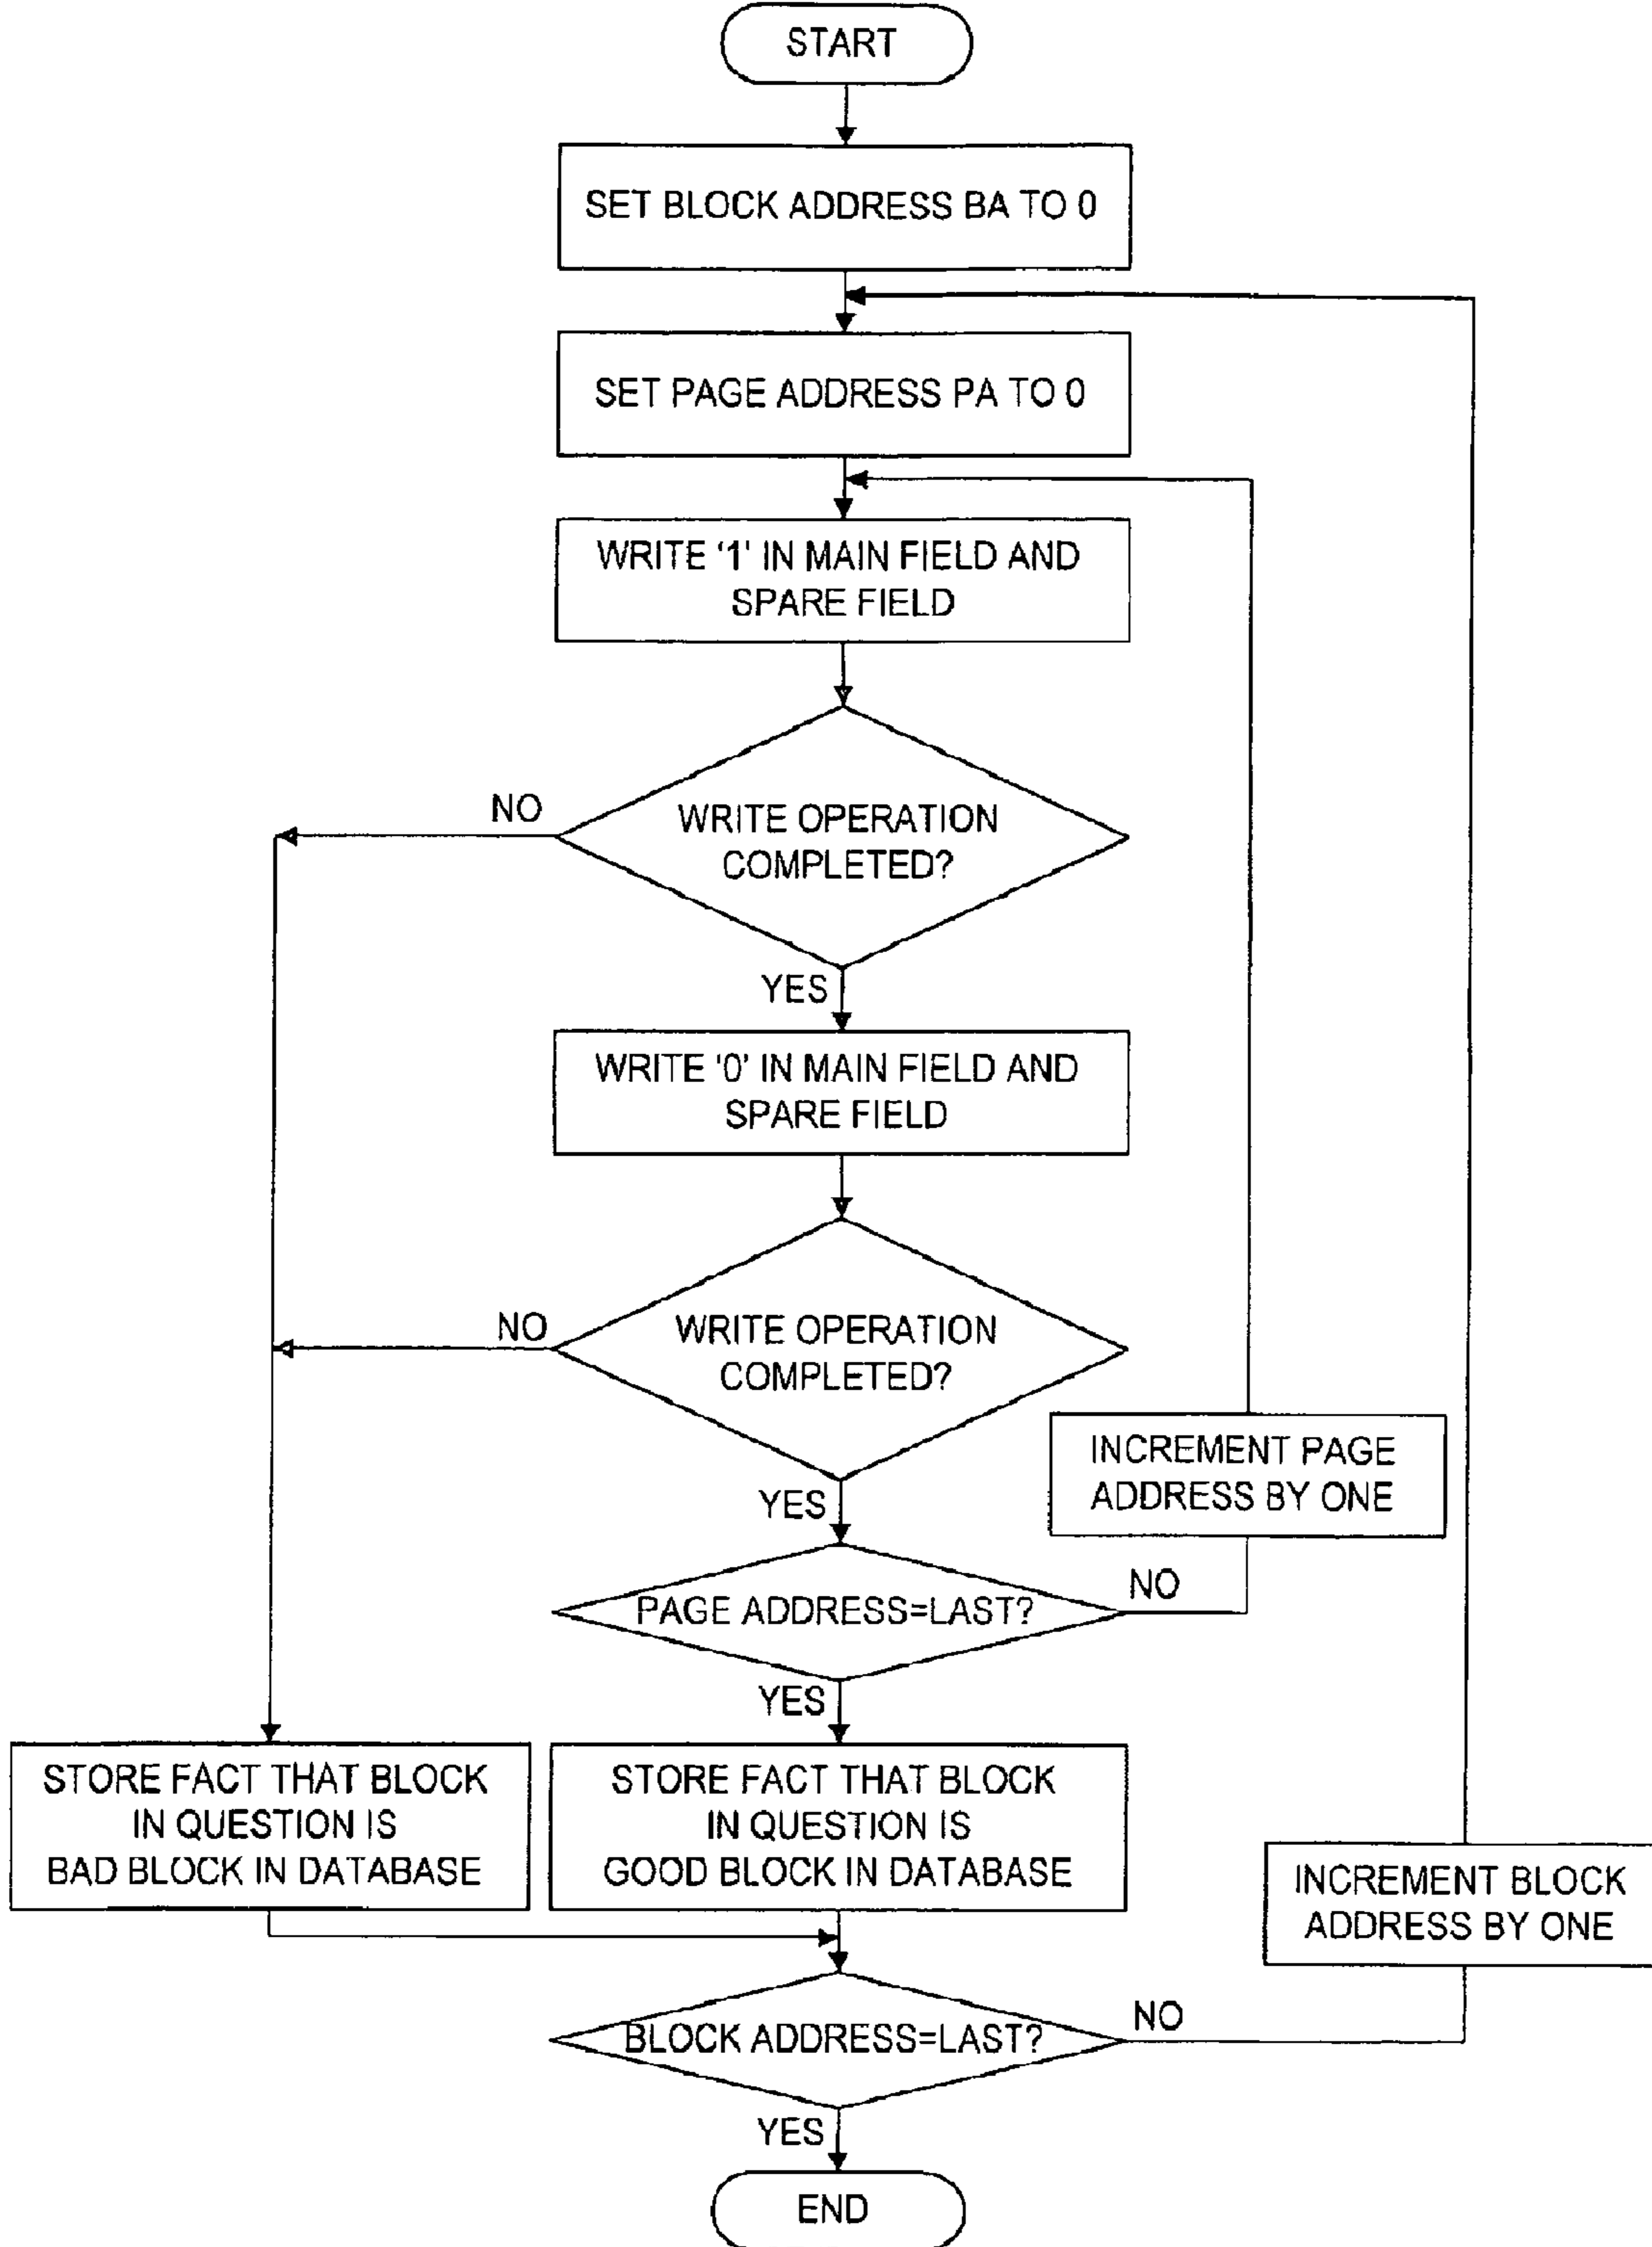 START
SET BLOCK ADDRESS BA TO 0
SET PAGE ADDRESS PA TO 0
WRITE '1' IN MAIN FIELD AND
SPARE FIELD
NO
WRITE OPERATION
COMPLETED?
YES
WRITE '0' IN MAIN FIELD AND
SPARE FIELD
NO
WRITE OPERATION
COMPLETED?
INCREMENT PAGE
ADDRESS BY ONE
YES
PAGE ADDRESS=LAST?
NO
YES
STORE FACT THAT BLOCK
IN QUESTION IS
BAD BLOCK IN DATABASE
STORE FACT THAT BLOCK
IN QUESTION IS
GOOD BLOCK IN DATABASE
INCREMENT BLOCK
ADDRESS BY ONE
BLOCK ADDRESS=LAST?
NO
YES
END